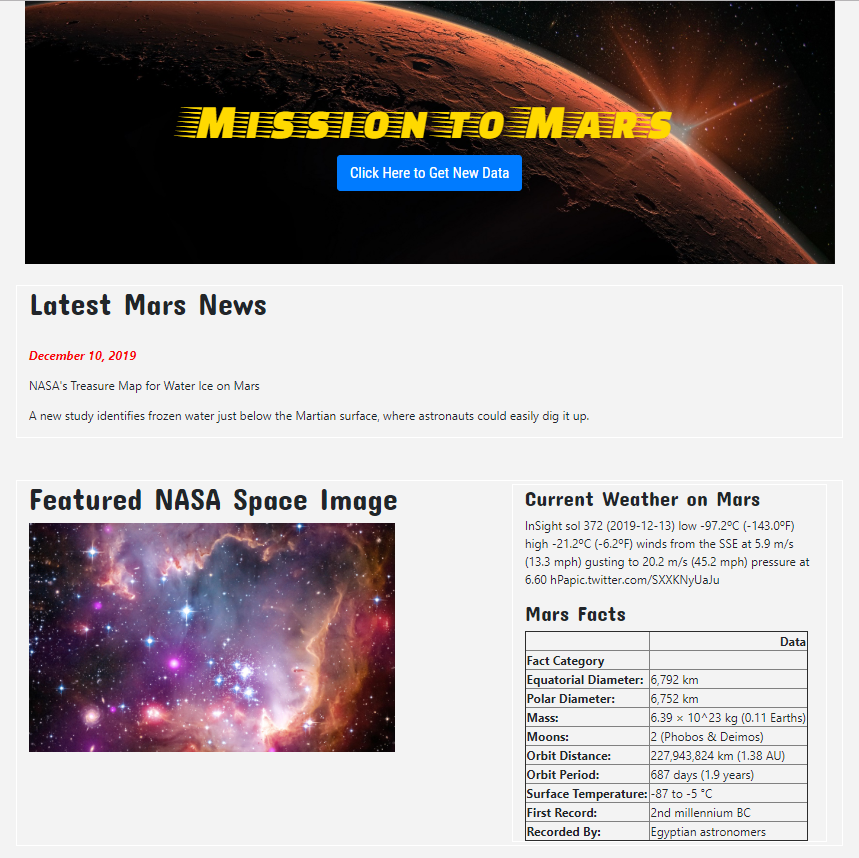 Mission to Mars
Click Here to Get New Data
Latest Mars News
December 10, 2019
NASA's Treasure Map for Water Ice on Mars
A new study identifies frozen water just below the Martian surface, where astronauts could easily dig it up.
Featured NASA Space Image
Current Weather on Mars
InSight sol 372 (2019-12-13) low -97.2ºC (-143.0ºF)
high -21.2ºC (-6.2ºF) winds from the SSE at 5.9 m/s
(13.3 mph) gusting to 20.2 m/s (45.2 mph) pressure at
6.60 hPapic.twitter.com/SXXKNyUaJu
Mars Facts
Data
Fact Category
Equatorial Diameter: 6,792 km
Polar Diameter: 6,752 km
Mass: 6.39 × 10^23 kg (0.11 Earths)
Moons: 2 (Phobos & Deimos)
Orbit Distance: 227,943,824 km (1.38 AU)
Orbit Period: 687 days (1.9 years)
Surface Temperature: -87 to -5 °C
First Record: 2nd millennium BC
Recorded By: Egyptian astronomers